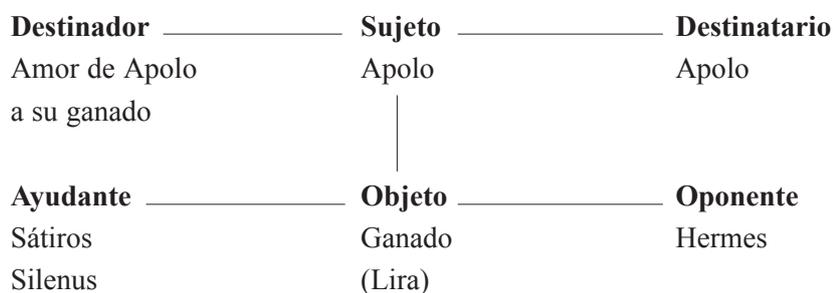 Destinador Sujeto Destinatario
Amor de Apolo Apolo Apolo
a su ganado
Ayudante Objeto Oponente
Sátiros Ganado Hermes
Silenus (Lira)